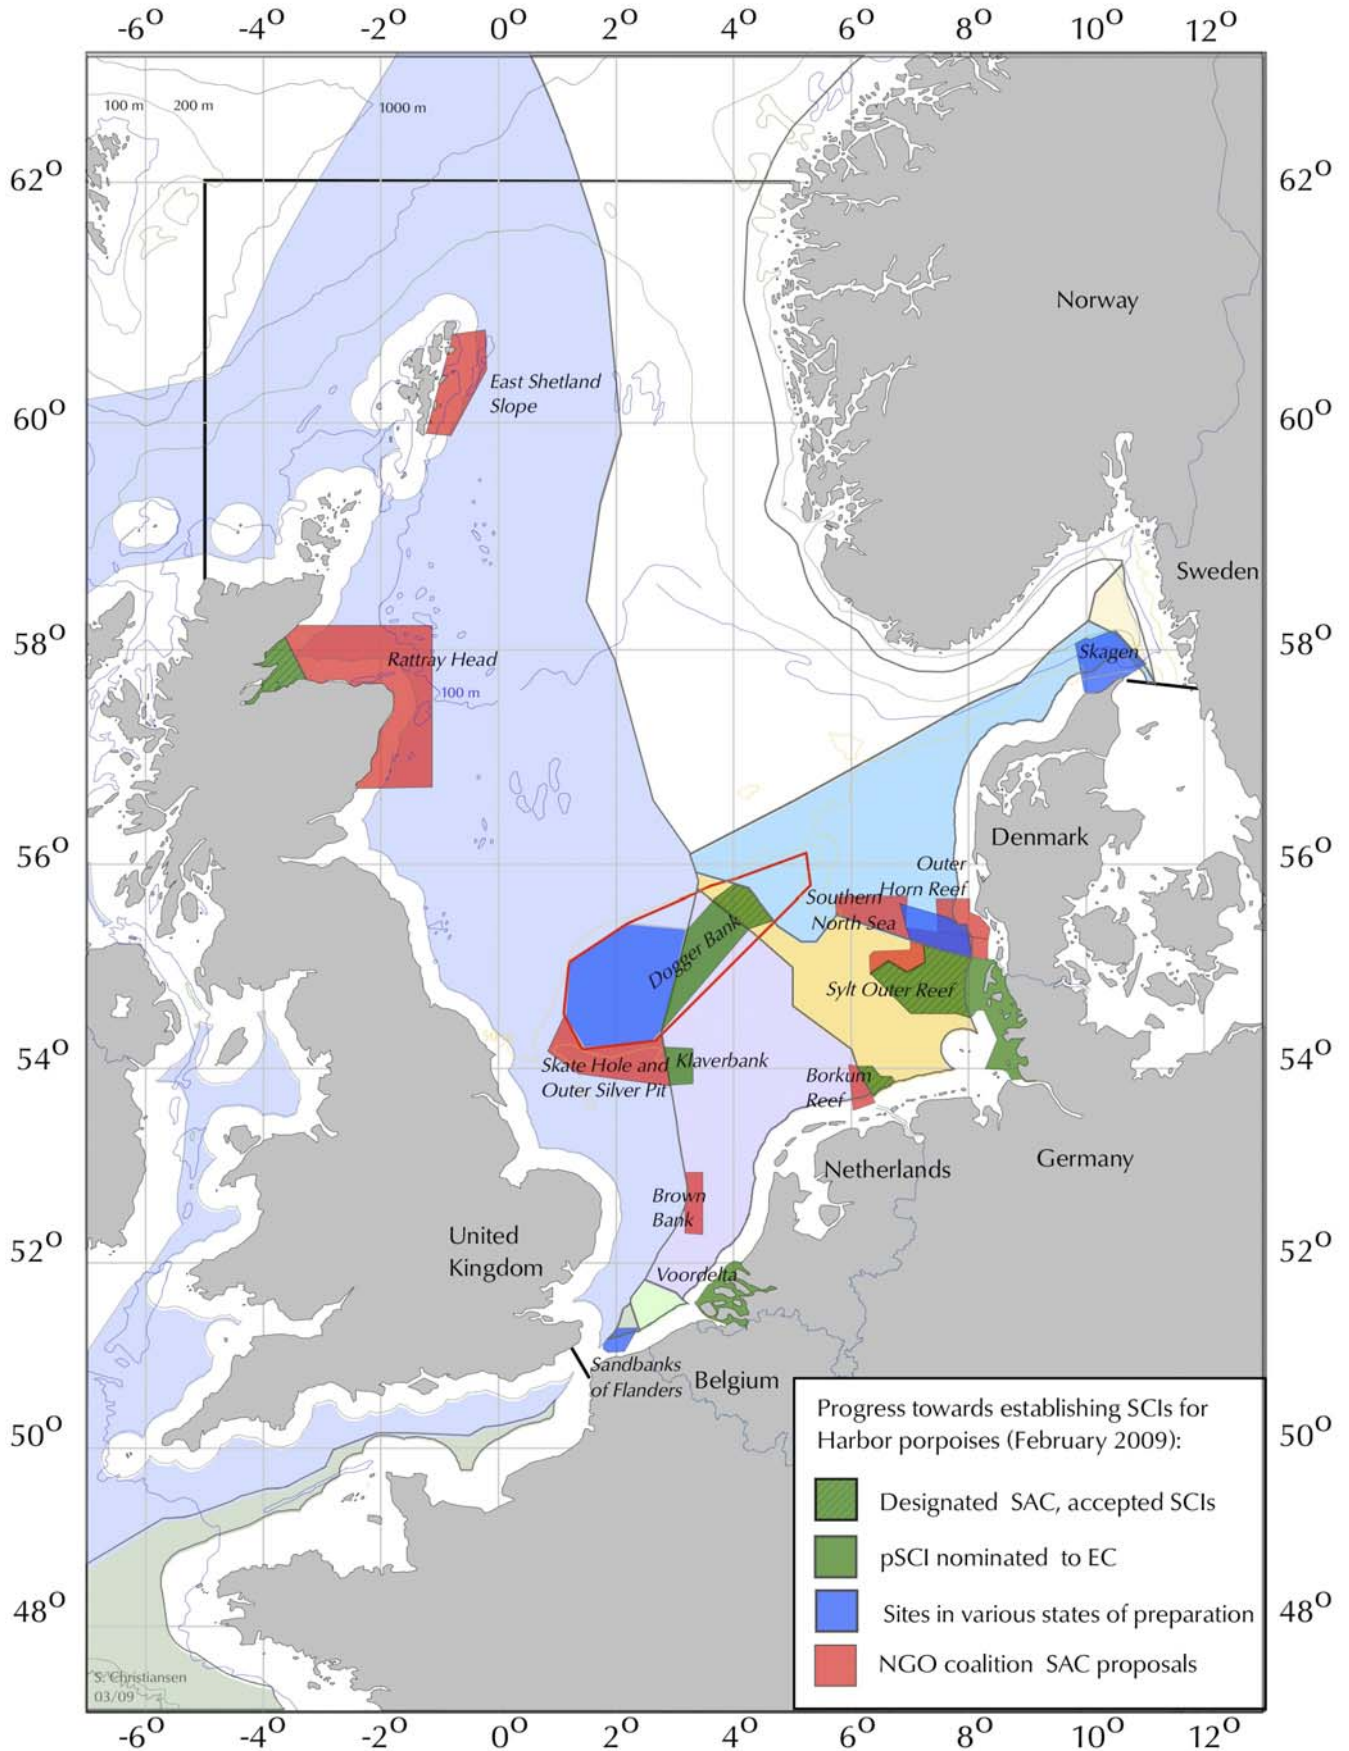 -6° -4° -2° 0° 2° 4° 6° 8° 10° 12°
100 m 200 m 1000 m
62° 62°
Norway
East Shetland
Slope
60° 60°
Sweden
58° 58°
Skagen
Rattray Head
100 m
Denmark
56° 56°
Outer
Horn Reef
Southern
North Sea
Dogger Bank
Sylt Outer Reef
54° 54°
Skate Hole and
Outer Silver Pit
Klaverbank
Borkum
Reef
Germany
Netherlands
Brown
Bank
United
Kingdom
52° 52°
Voordelta
Sandbanks
of Flanders
Belgium
50° 50°
Progress towards establishing SCIs for
Harbor porpoises (February 2009):
Designated SAC, accepted SCIs
pSCI nominated to EC
Sites in various states of preparation
NGO coalition SAC proposals
48° 48°
S. Christiansen
03/09
-6° -4° -2° 0° 2° 4° 6° 8° 10° 12°